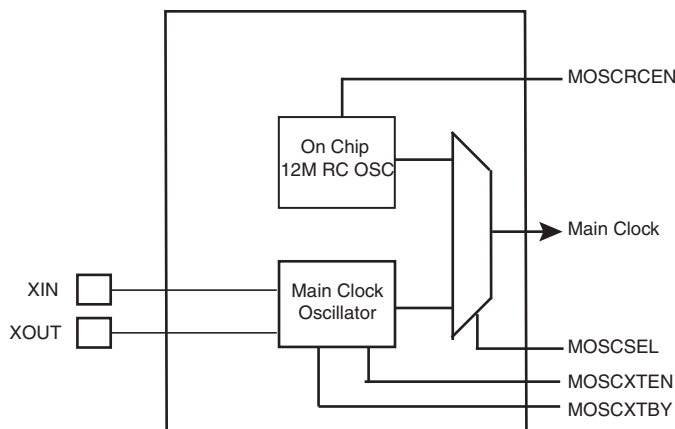 MOSCRCEN
On Chip
12M RC OSC
Main Clock
XIN
Main Clock
Oscillator
XOUT
MOSCSEL
MOSCXTEN
MOSCXTBY